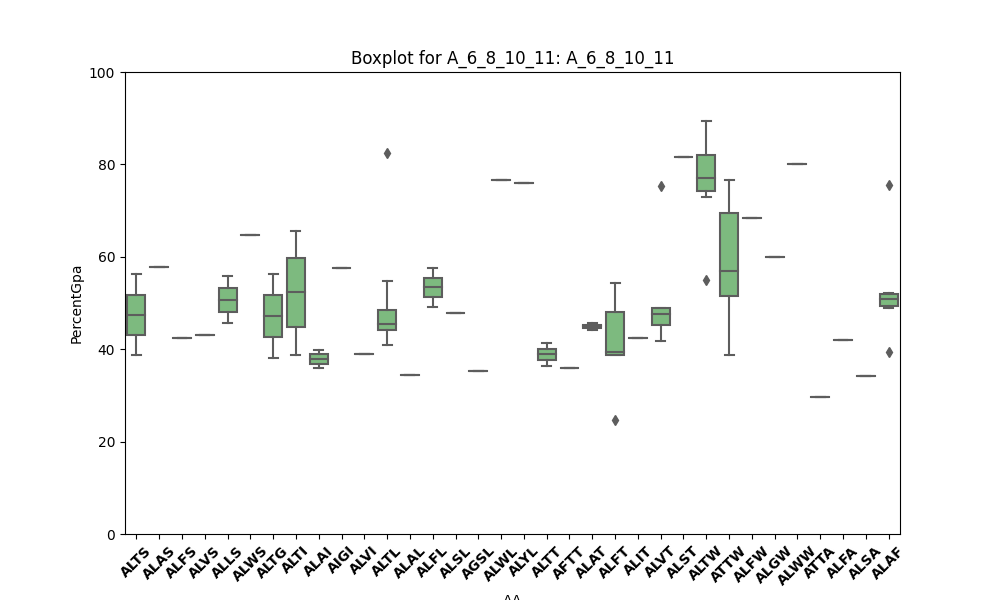 Boxplot for A_6_8_10_11: A_6_8_10_11
100
80
60
40
20
0
PercentGpa
ALTS ALAS ALFS ALVS ALLS ALWS ALTG ALTI ALAI AIGI ALVI ALTL ALAL ALFL ALSL AGSL ALWL ALYL ALTT AFTT ALAT ALFT ALIT ALVT ALST ALTW ATTW ALFW ALGW ALWW ATTA ALFA ALSA ALAF
AA